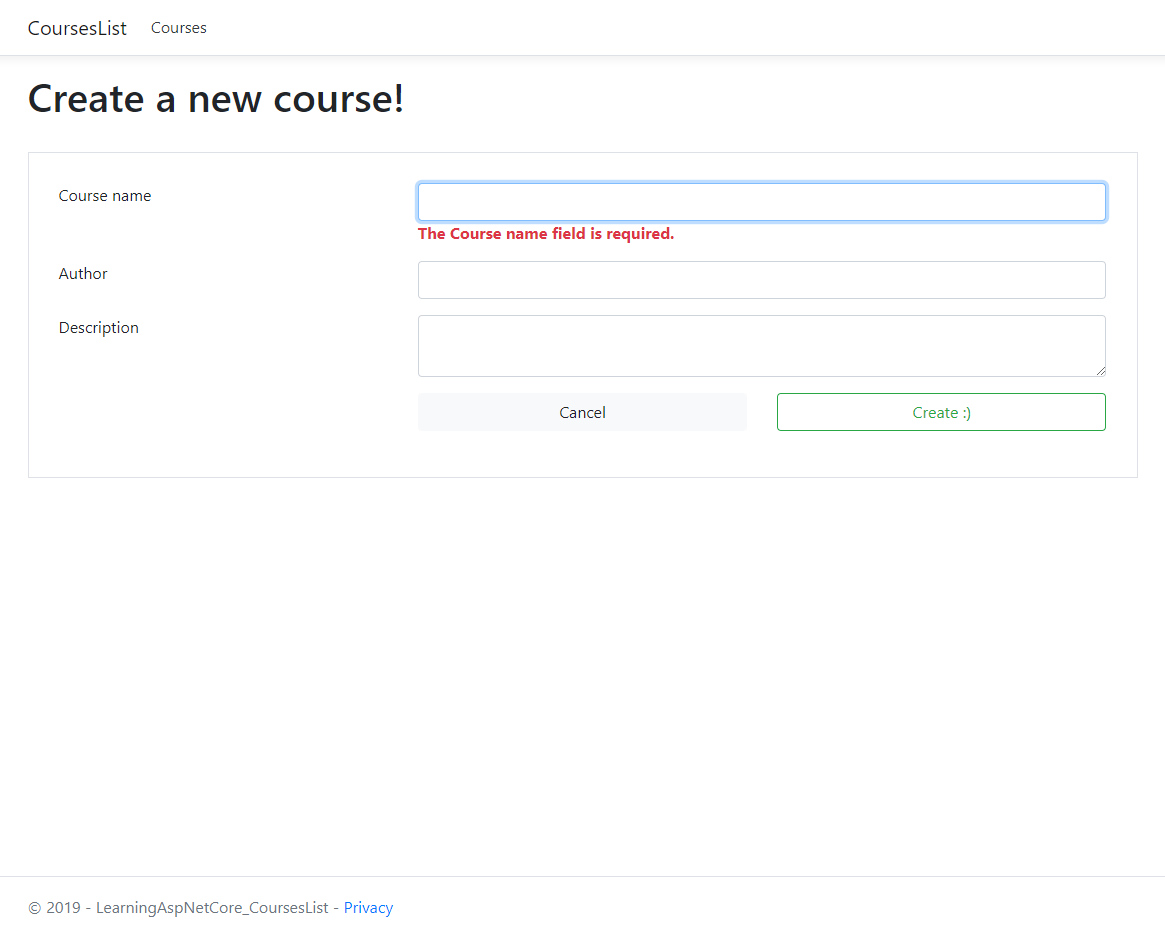 CoursesList Courses
Create a new course!
Course name
The Course name field is required.
Author
Description
Cancel Create :)
© 2019 - LearningAspNetCore_CoursesList - Privacy